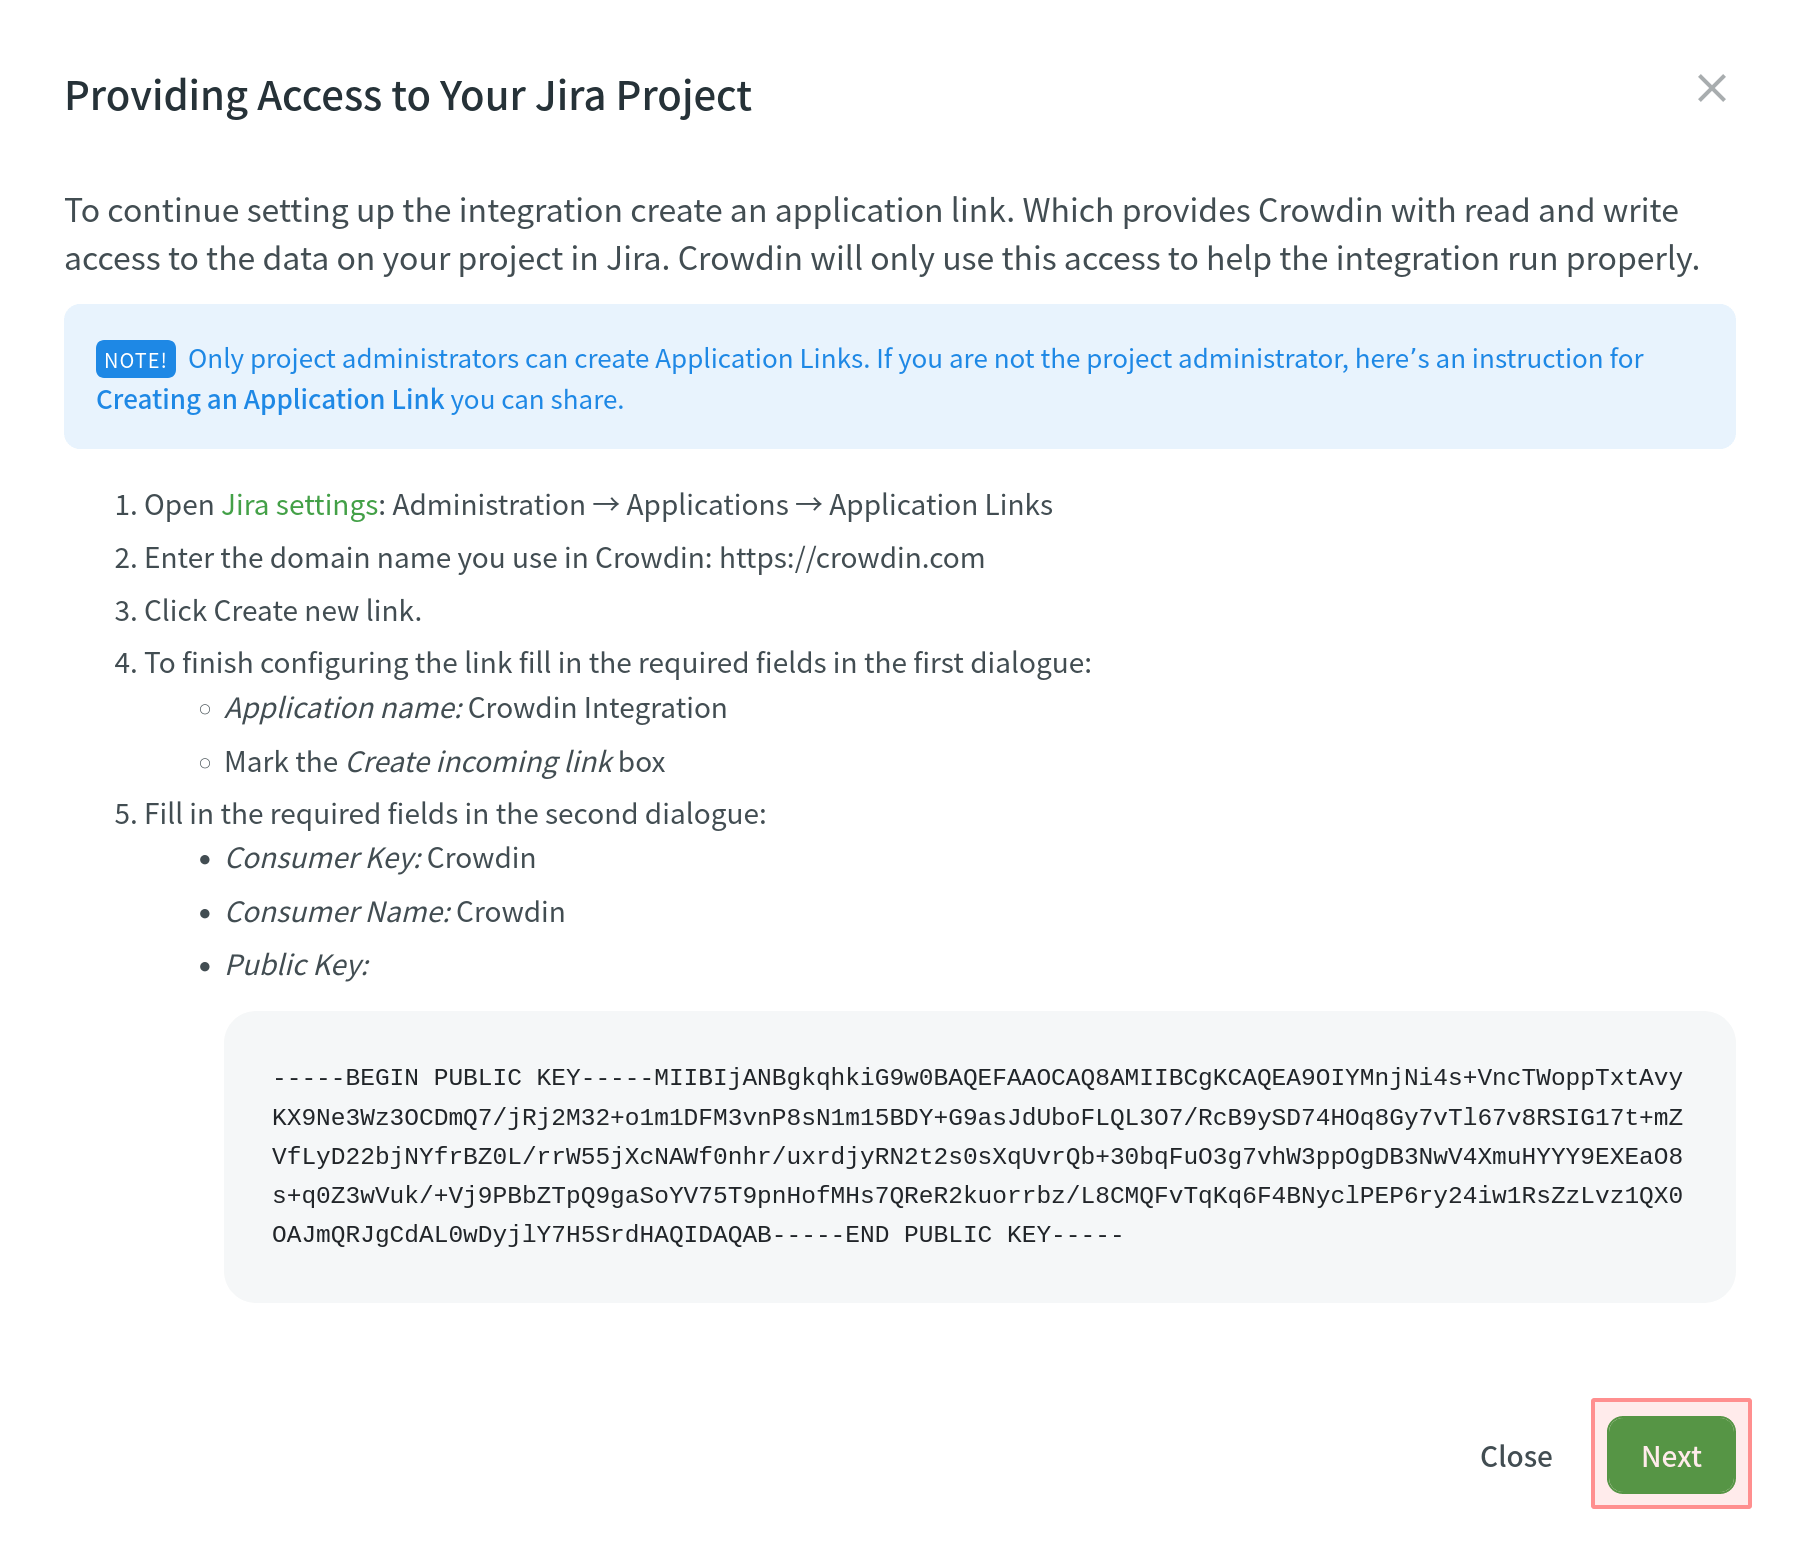 Providing Access to Your Jira Project
To continue setting up the integration create an application link. Which provides Crowdin with read and write
access to the data on your project in Jira. Crowdin will only use this access to help the integration run properly.
NOTE! Only project administrators can create Application Links. If you are not the project administrator, here's an instruction for
Creating an Application Link you can share.
1. Open Jira settings: Administration → Applications → Application Links
2. Enter the domain name you use in Crowdin: https://crowdin.com
3. Click Create new link.
4. To finish configuring the link fill in the required fields in the first dialogue:
○ Application name: Crowdin Integration
○ Mark the Create incoming link box
5. Fill in the required fields in the second dialogue:
• Consumer Key: Crowdin
• Consumer Name: Crowdin
• Public Key:
-----BEGIN PUBLIC KEY-----MIIBIjANBgkqhkiG9w0BAQEFAAOCAQ8AMIIBCgKCAQEA9OIYMnjNi4s+VncTWoppTxtAvy
KX9Ne3Wz3OCDmQ7/jRj2M32+o1m1DFM3vnP8sN1m15BDY+G9asJdUboFLQL3O7/RcB9ySD74HOq8Gy7vTl67v8RSIG17t+mZ
VfLyD22bjNYfrBZ0L/rrW55jXcNAWf0nhr/uxrdjyRN2t2s0sXqUvrQb+30bqFuO3g7vhW3ppOgDB3NwV4XmuHYYY9EXEaO8
s+q0Z3wVuk/+Vj9PBbZTpQ9gaSoYV75T9pnHofMHs7QReR2kuorrbz/L8CMQFvTqKq6F4BNyclPEP6ry24iw1RsZzLvz1QX0
OAJmQRJgCdAL0wDyjlY7H5SrdHAQIDAQAB-----END PUBLIC KEY-----
Close
Next